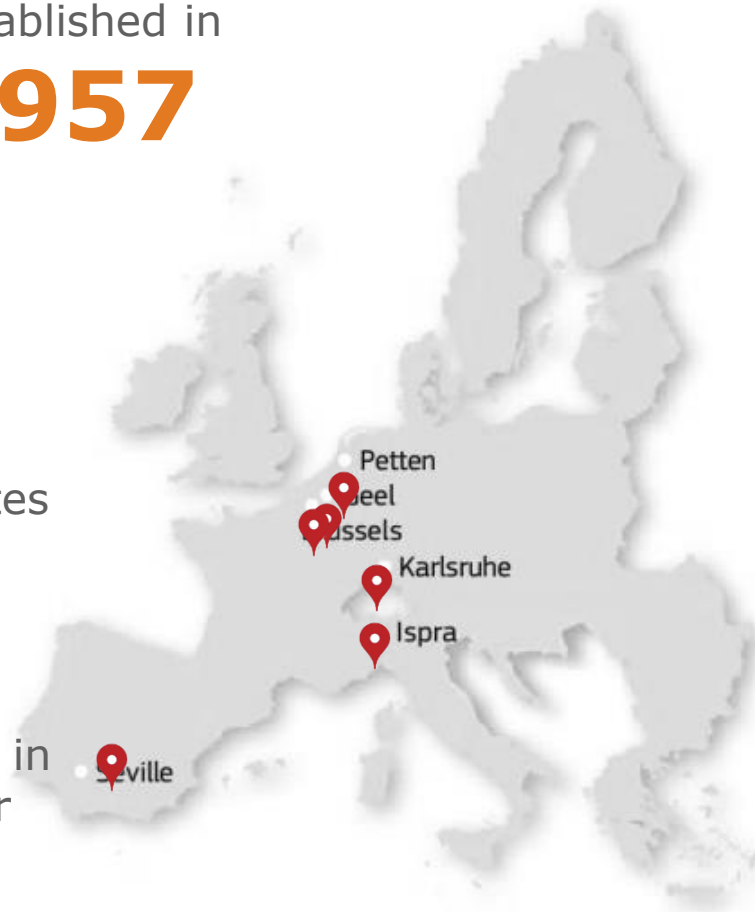 ablished in
957
Petten
eel
ssels
tes
Karlsruhe
Ispra
in
Seville
r